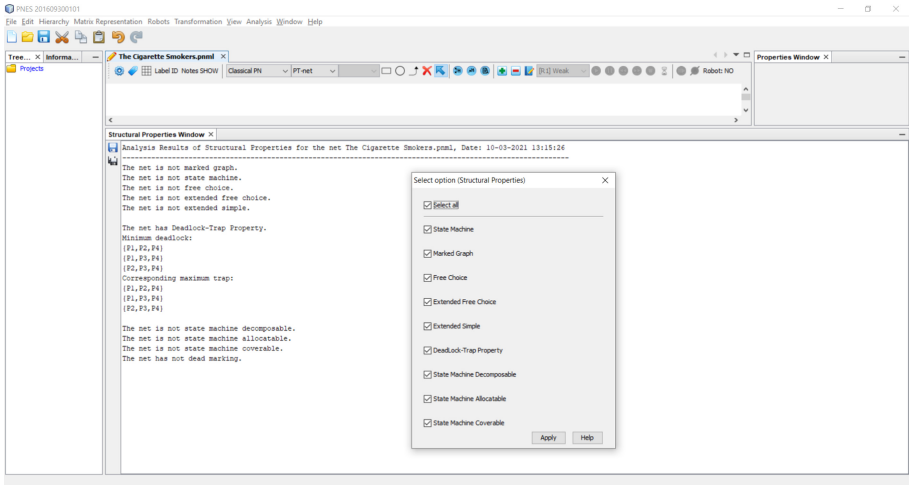 PNES 201609300101
File Edit Hierarchy Matrix Representation Robots Transformation View Analysis Window Help
Tree... × Informa... —
Projects
The Cigarette Smokers.pnml ×
Label ID Notes SHOW Classical PN PT-net [R1] Weak Robot: NO
Properties Window ×
Structural Properties Window ×
Analysis Results of Structural Properties for the net The Cigarette Smokers.pnml, Date: 10-03-2021 13:15:26
The net is not marked graph.
The net is not state machine.
The net is not free choice.
The net is not extended free choice.
The net is not extended simple.
The net has Deadlock-Trap Property.
Minimum deadlock:
{P1,P2,P4}
{P1,P3,P4}
{P2,P3,P4}
Corresponding maximum trap:
{P1,P2,P4}
{P1,P3,P4}
{P2,P3,P4}
The net is not state machine decomposable.
The net is not state machine allocatable.
The net is not state machine coverable.
The net has not dead marking.
Select option (Structural Properties)
Select all
State Machine
Marked Graph
Free Choice
Extended Free Choice
Extended Simple
DeadLock-Trap Property
State Machine Decomposable
State Machine Allocatable
State Machine Coverable
Apply Help